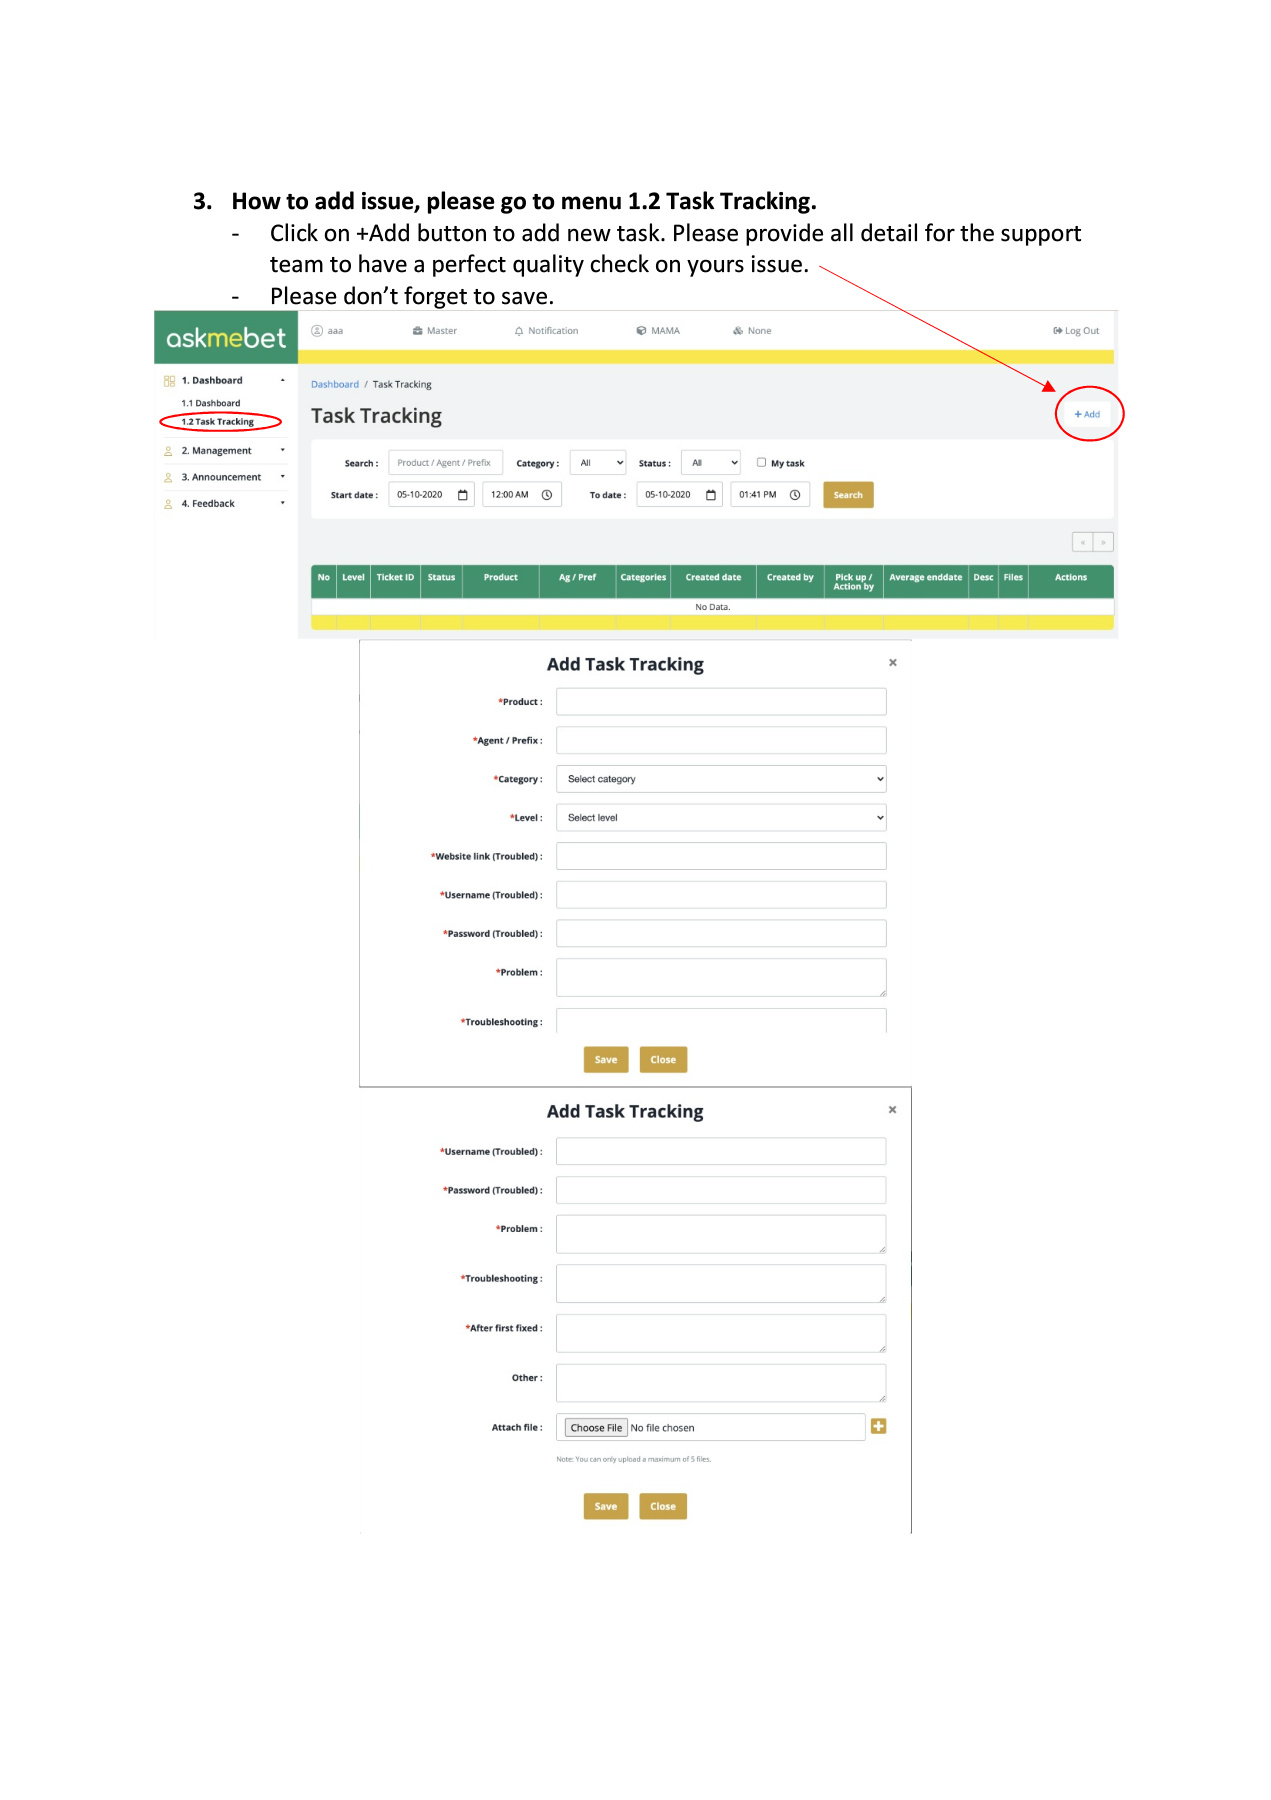 3. How to add issue, please go to menu 1.2 Task Tracking.
- Click on +Add button to add new task. Please provide all detail for the support
team to have a perfect quality check on yours issue.
- Please don't forget to save.
askmebet
aaa Master Notification MAMA None Log Out
1. Dashboard
1.1 Dashboard
1.2 Task Tracking
2. Management
3. Announcement
4. Feedback
Dashboard / Task Tracking
Task Tracking
+ Add
Search : Product / Agent / Prefix Category : All Status : All My task
Start date : 05-10-2020 12:00 AM To date : 05-10-2020 01:41 PM Search
« »
No Level Ticket ID Status Product Ag / Pref Categories Created date Created by Pick up / Action by Average enddate Desc Files Actions
No Data.
Add Task Tracking ×
*Product :
*Agent / Prefix :
*Category : Select category
*Level : Select level
*Website link (Troubled) :
*Username (Troubled) :
*Password (Troubled) :
*Problem :
*Troubleshooting :
Save Close
Add Task Tracking ×
*Username (Troubled) :
*Password (Troubled) :
*Problem :
*Troubleshooting :
*After first fixed :
Other :
Attach file : Choose File No file chosen
Note: You can only upload a maximum of 5 files.
Save Close